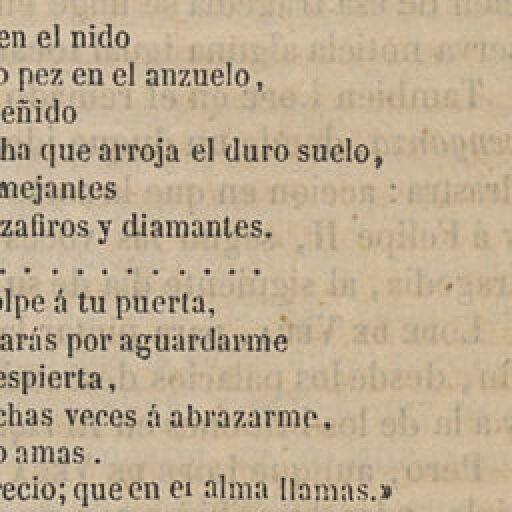 en el nido
pez en el anzuelo,
eñido
ha que arroja el duro suelo,
mejantes
zafiros y diamantes.
. . . . . . . . . . . .
olpe á tu puerta,
arás por aguardarme
espierta,
chas veces á abrazarme.
o amas.
recio; que en el alma llamas.»